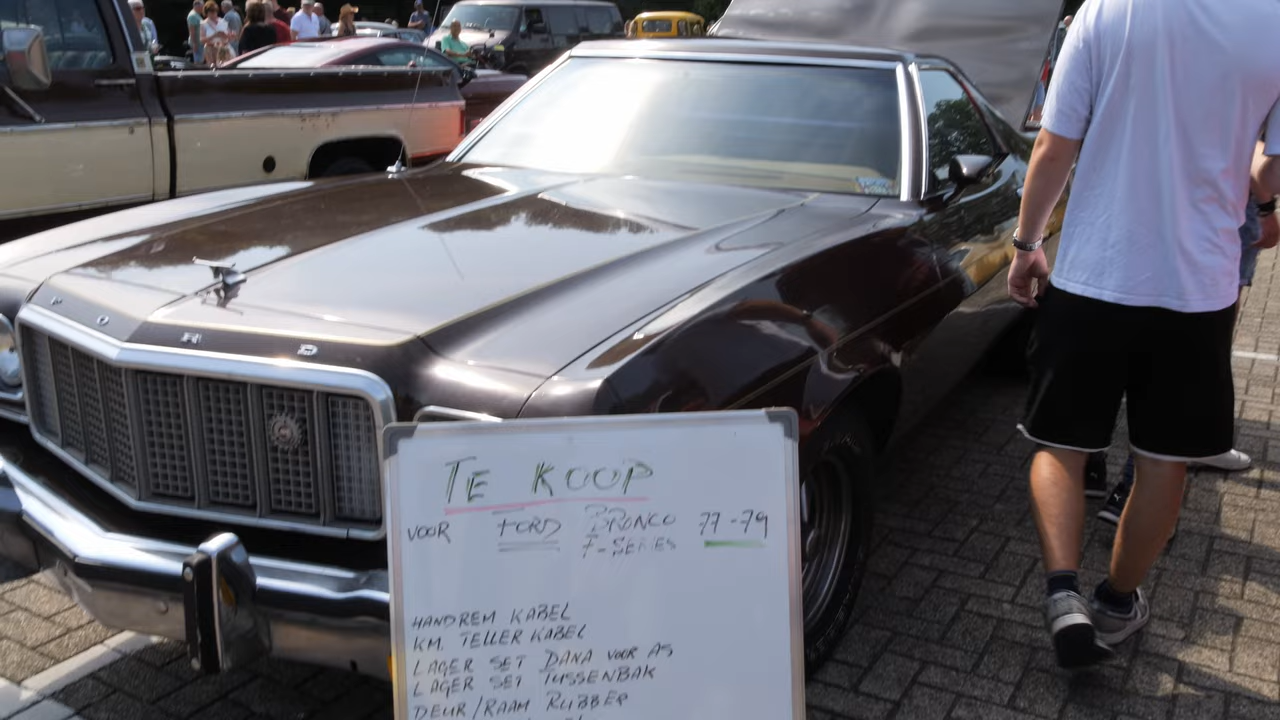 FORD
TE KOOP
VOOR FORD BRONCO 77-79
F-SERIES
HANDREM KABEL
KM. TELLER KABEL
LAGER SET DANA VOOR AS
LAGER SET TUSSENBAK
DEUR/RAAM RUBBER